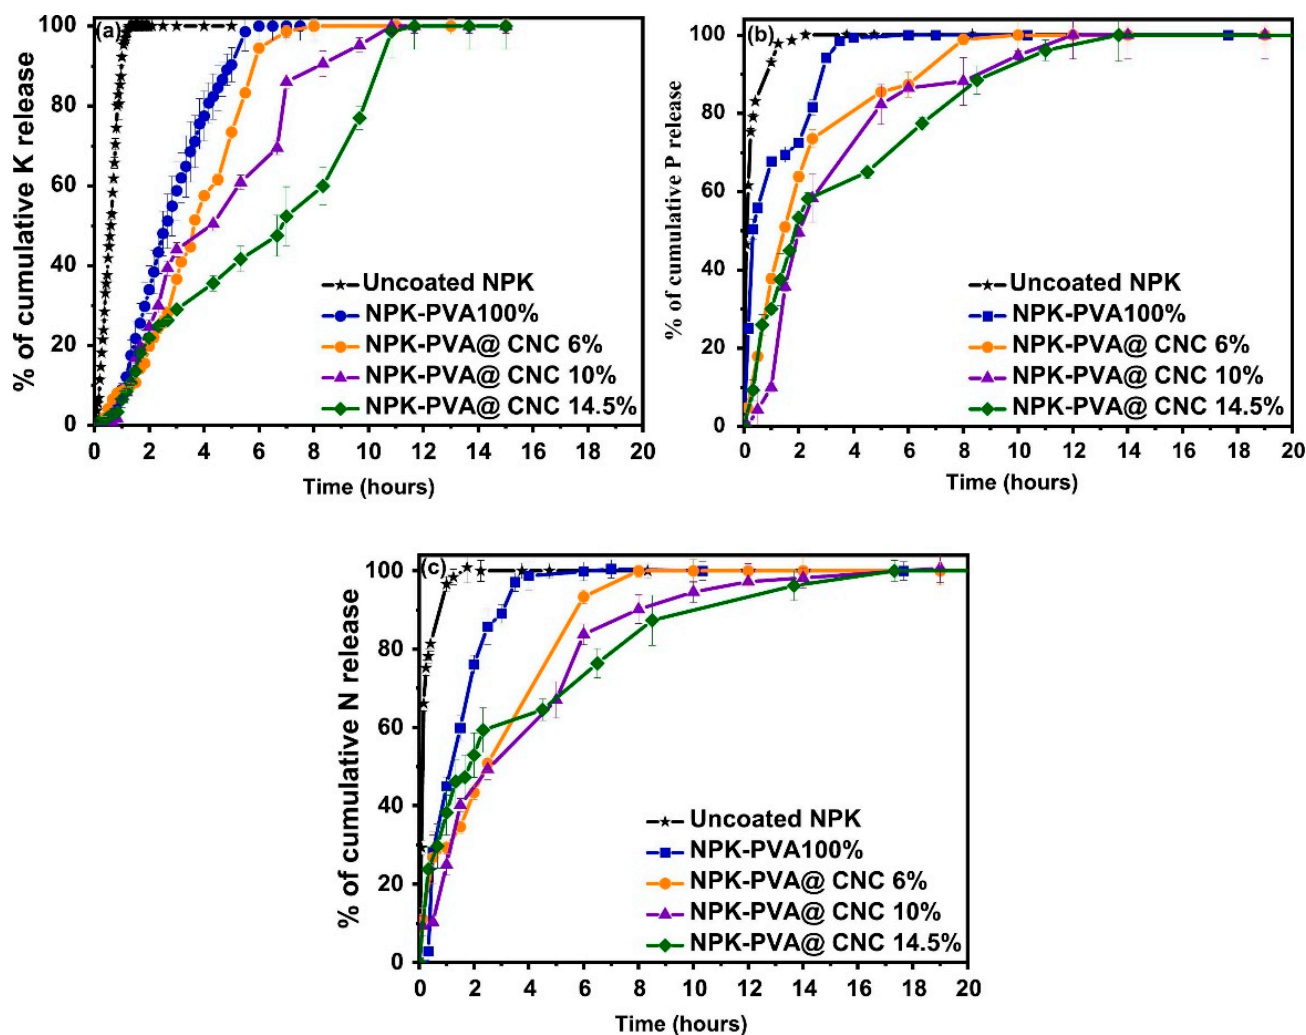 (a)
% of cumulative K release
100
80
60
40
20
0
Uncoated NPK
NPK-PVA100%
NPK-PVA@ CNC 6%
NPK-PVA@ CNC 10%
NPK-PVA@ CNC 14.5%
0 2 4 6 8 10 12 14 16 18 20
Time (hours)
(b)
% of cumulative P release
100
80
60
40
20
0
Uncoated NPK
NPK-PVA100%
NPK-PVA@ CNC 6%
NPK-PVA@ CNC 10%
NPK-PVA@ CNC 14.5%
0 2 4 6 8 10 12 14 16 18 20
Time (hours)
(c)
% of cumulative N release
100
80
60
40
20
0
Uncoated NPK
NPK-PVA100%
NPK-PVA@ CNC 6%
NPK-PVA@ CNC 10%
NPK-PVA@ CNC 14.5%
0 2 4 6 8 10 12 14 16 18 20
Time (hours)